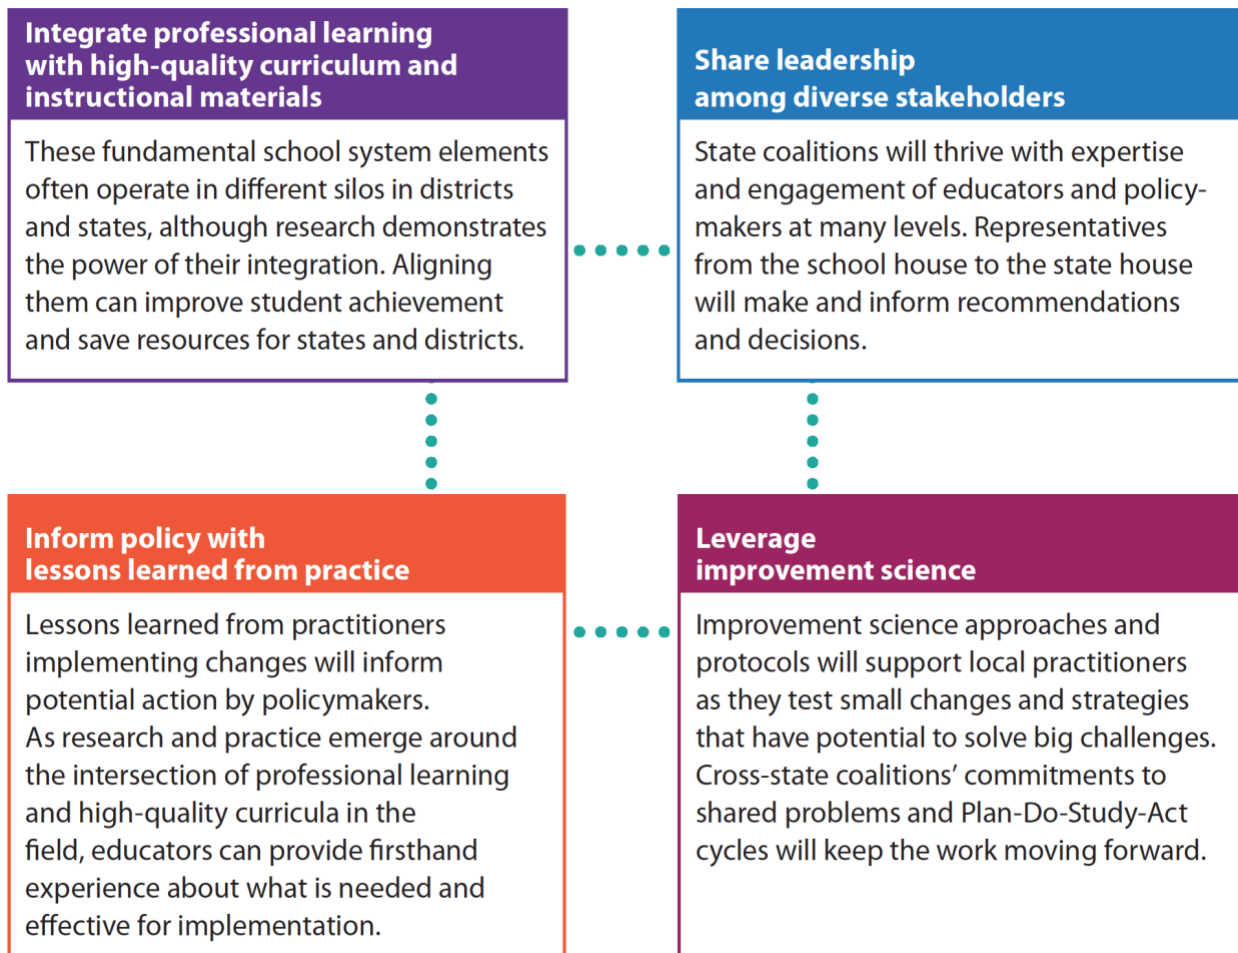 Integrate professional learning
with high-quality curriculum and
instructional materials
These fundamental school system elements
often operate in different silos in districts
and states, although research demonstrates
the power of their integration. Aligning
them can improve student achievement
and save resources for states and districts.
Share leadership
among diverse stakeholders
State coalitions will thrive with expertise
and engagement of educators and policy-
makers at many levels. Representatives
from the school house to the state house
will make and inform recommendations
and decisions.
Inform policy with
lessons learned from practice
Lessons learned from practitioners
implementing changes will inform
potential action by policymakers.
As research and practice emerge around
the intersection of professional learning
and high-quality curricula in the
field, educators can provide firsthand
experience about what is needed and
effective for implementation.
Leverage
improvement science
Improvement science approaches and
protocols will support local practitioners
as they test small changes and strategies
that have potential to solve big challenges.
Cross-state coalitions’ commitments to
shared problems and Plan-Do-Study-Act
cycles will keep the work moving forward.